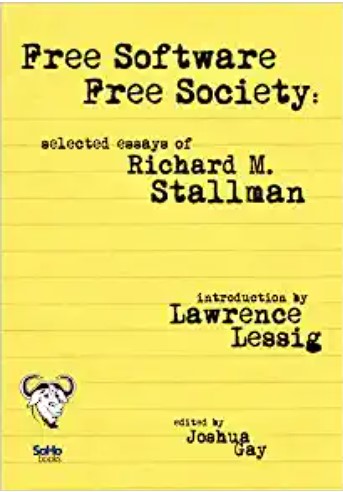 Free Software
Free Society:
selected essays of
Richard M.
Stallman
introduction by
Lawrence
Lessig
edited by
Joshua
Gay
SoHo
books